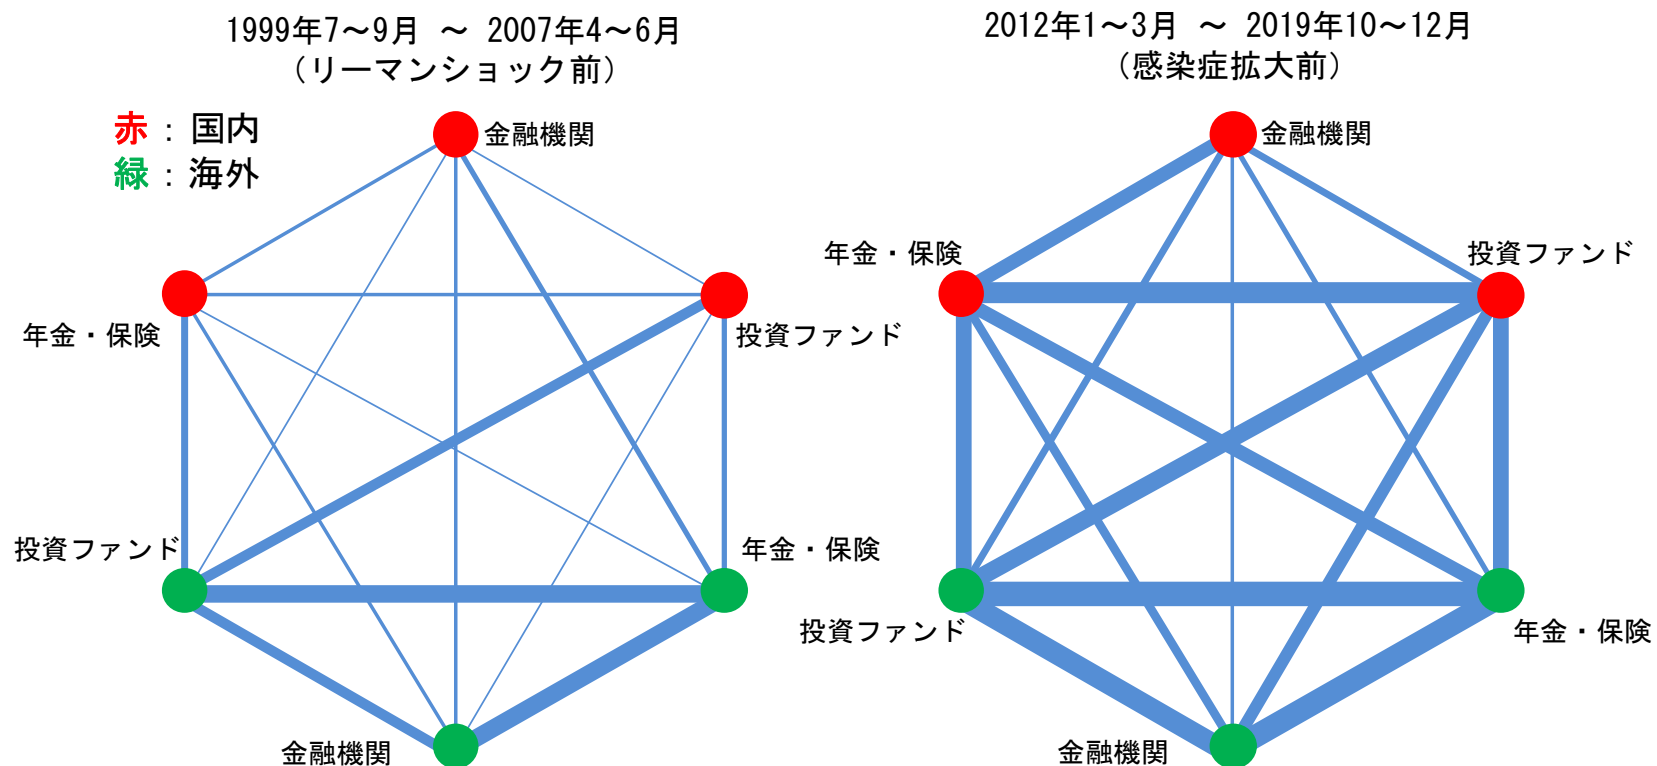 1999年7～9月 ～ 2007年4～6月
（リーマンショック前）
赤：国内
緑：海外
金融機関
年金・保険
投資ファンド
投資ファンド
年金・保険
金融機関
2012年1～3月 ～ 2019年10～12月
（感染症拡大前）
金融機関
年金・保険
投資ファンド
投資ファンド
年金・保険
金融機関